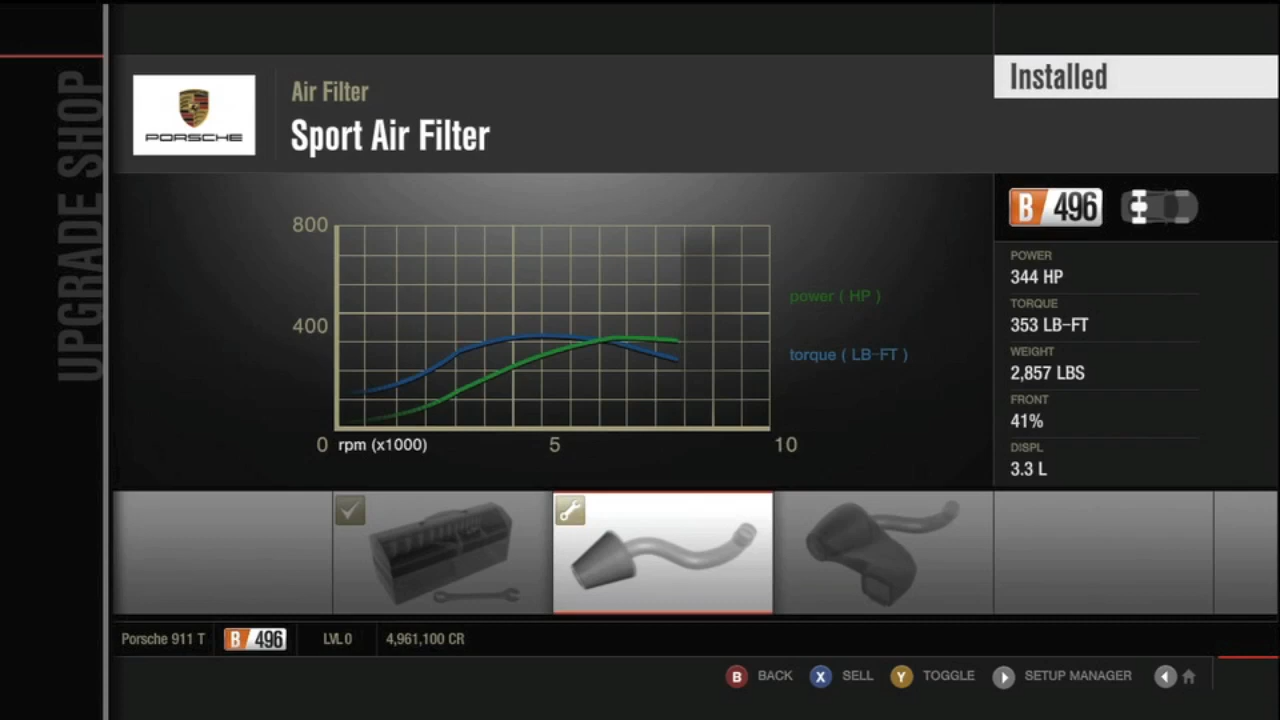 UPGRADE SHOP
PORSCHE
Air Filter
Sport Air Filter
Installed
B 496
POWER
344 HP
TORQUE
353 LB-FT
WEIGHT
2,857 LBS
FRONT
41%
DISPL
3.3 L
800
400
power ( HP )
torque ( LB-FT )
0 rpm (x1000) 5 10
Porsche 911 T B 496 LVL 0 4,961,100 CR
B BACK X SELL Y TOGGLE SETUP MANAGER